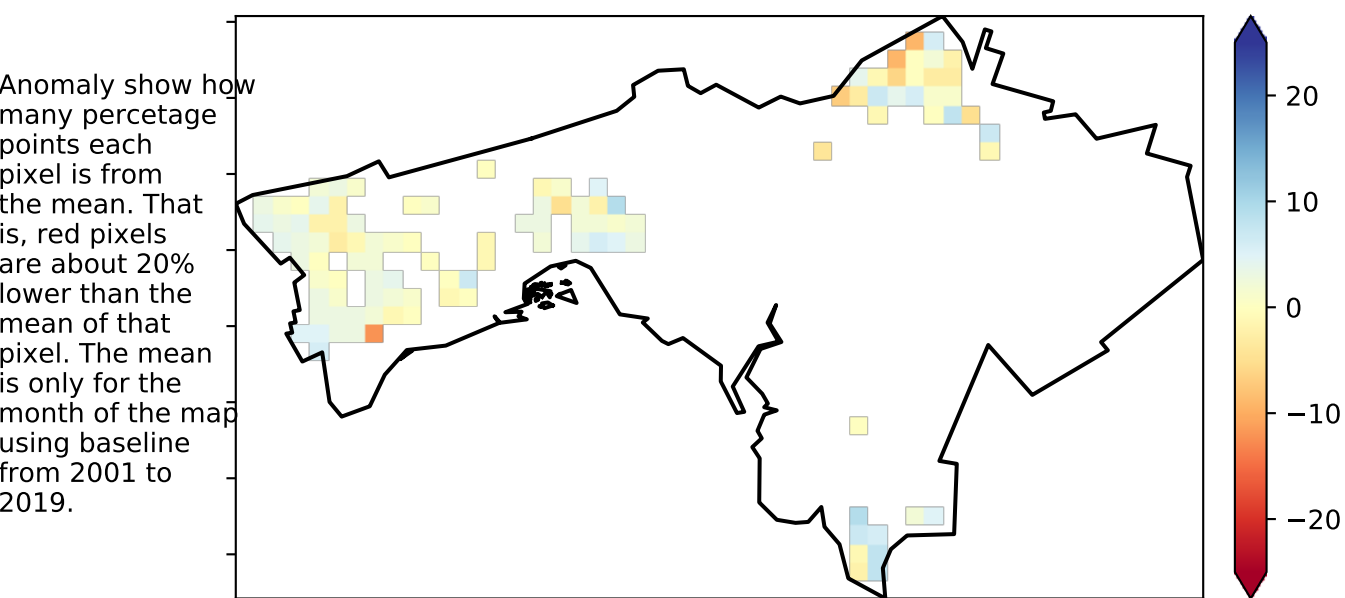 Anomaly show how
many percetage
points each
pixel is from
the mean. That
is, red pixels
are about 20%
lower than the
mean of that
pixel. The mean
is only for the
month of the map
using baseline
from 2001 to
2019.
20
10
0
−10
−20